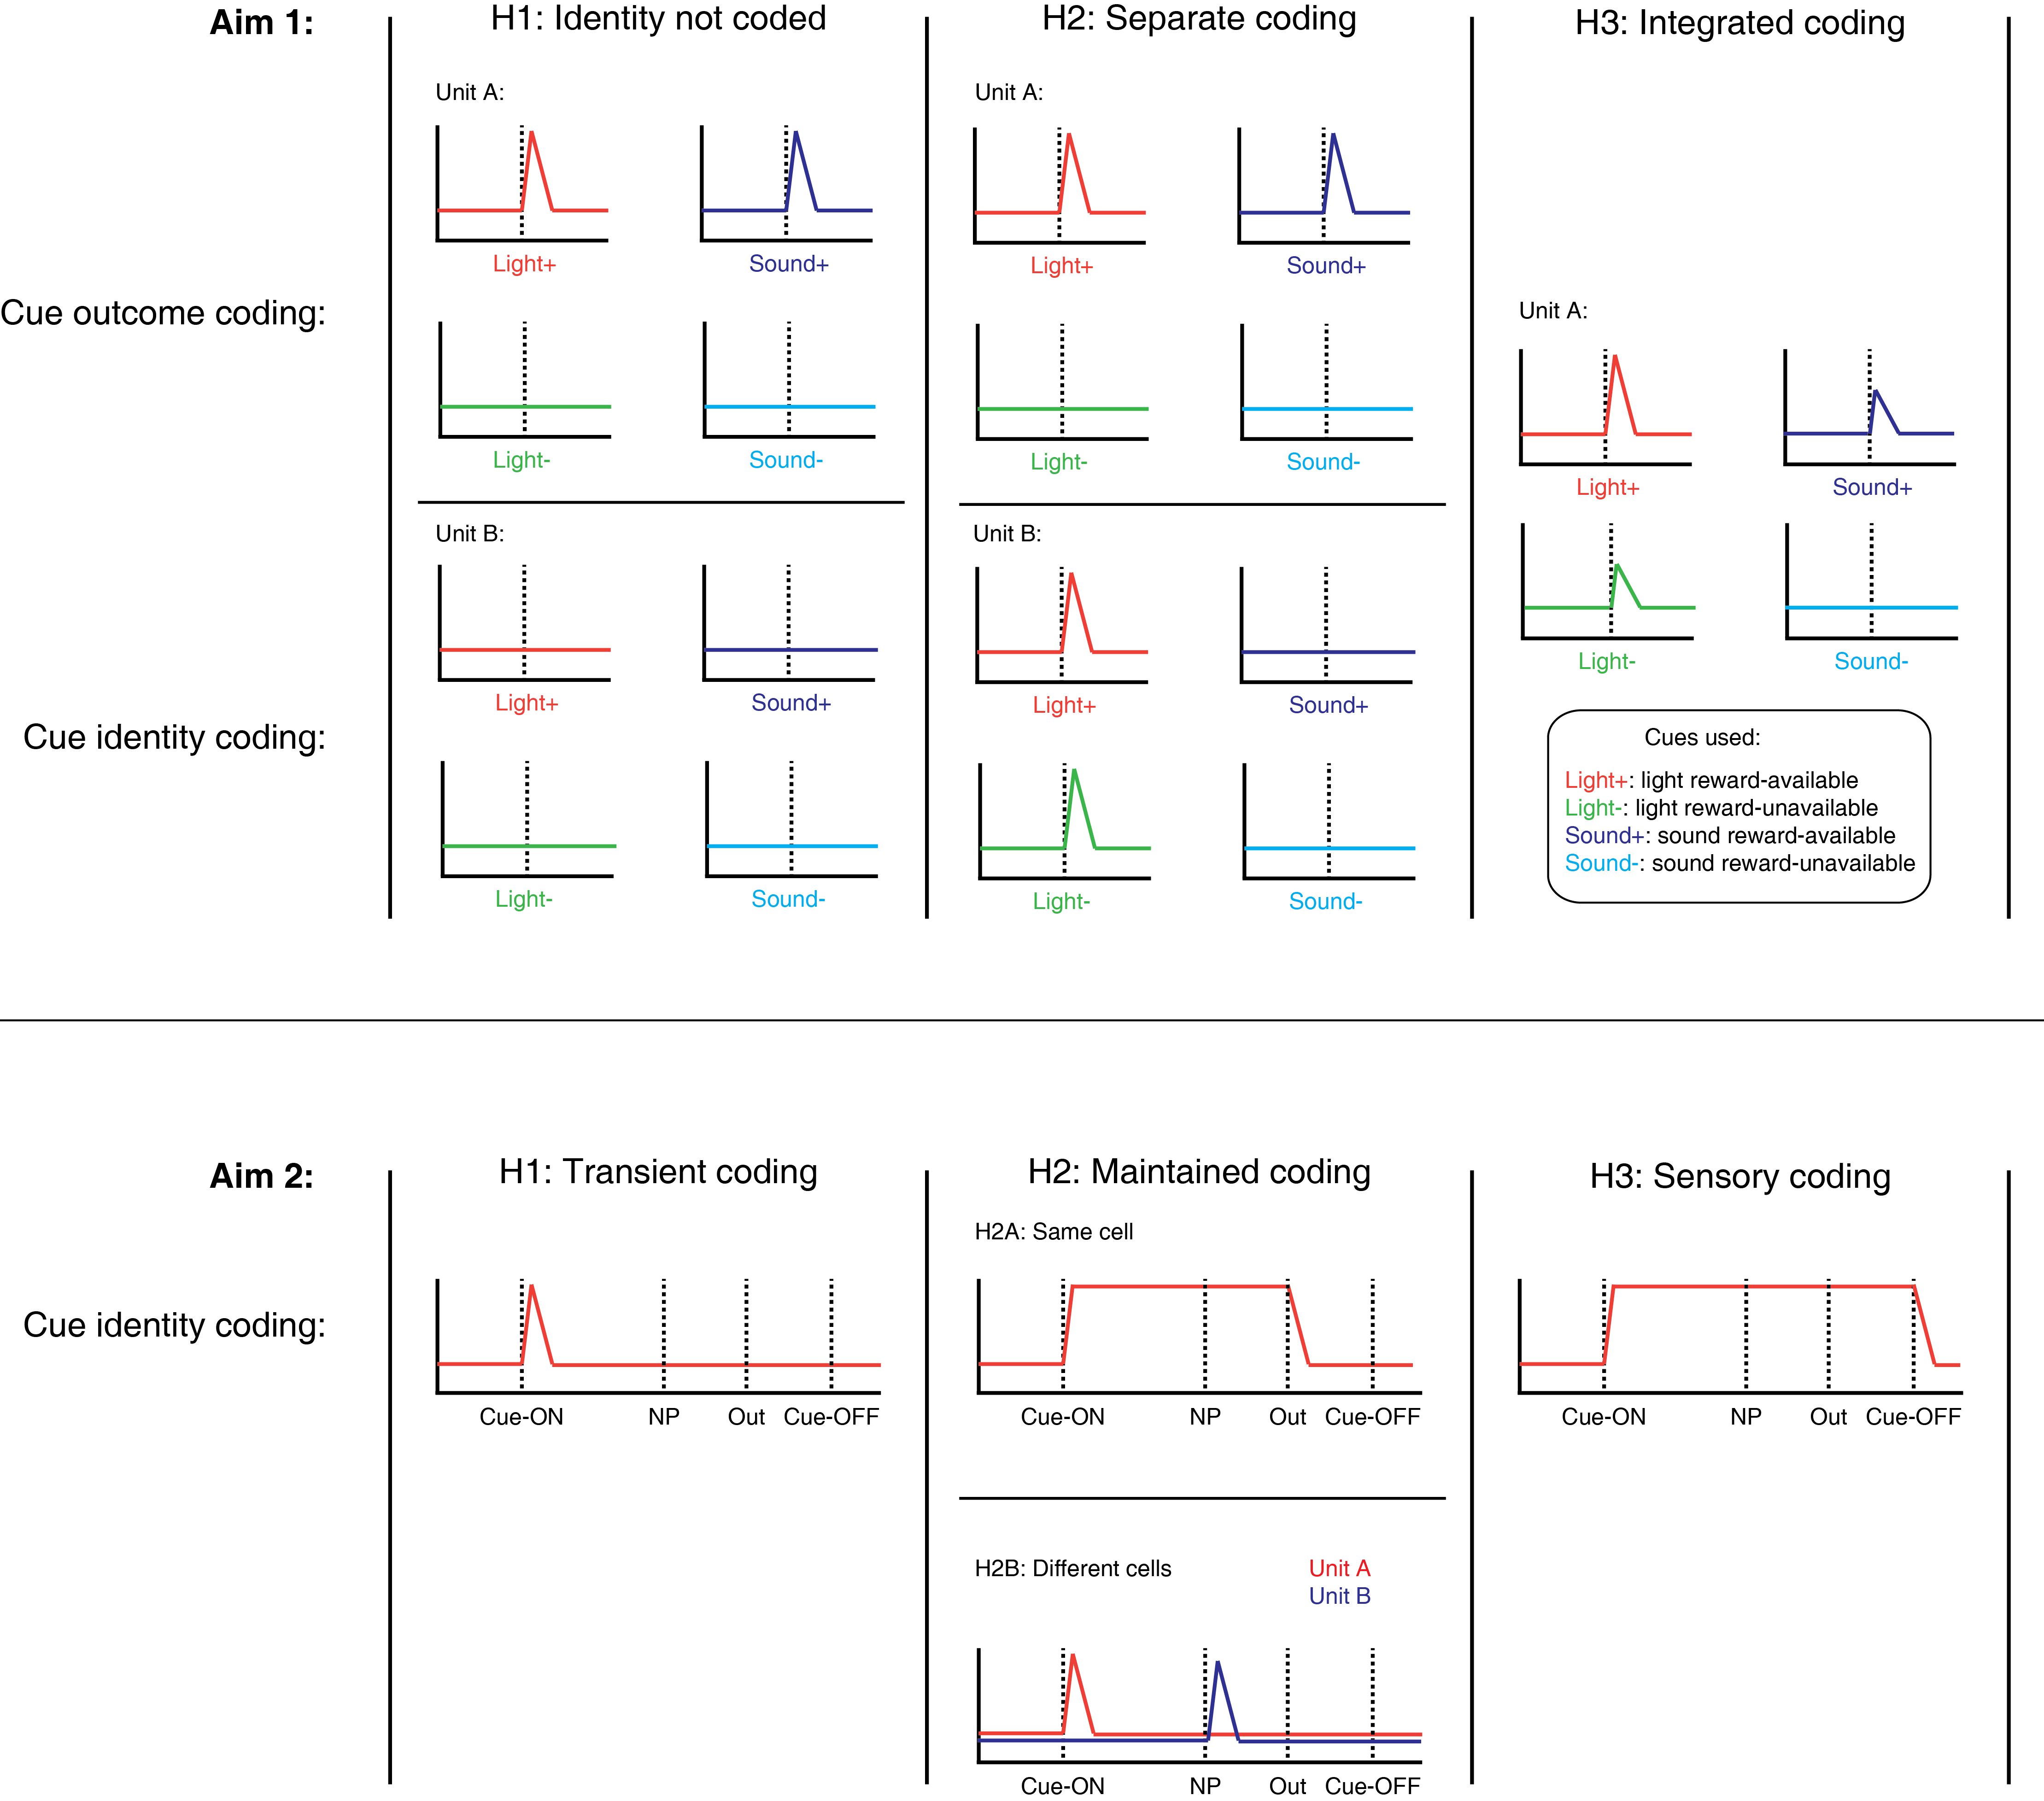 Aim 1:
H1: Identity not coded
H2: Separate coding
H3: Integrated coding
Cue outcome coding:
Cue identity coding:
Unit A:
Light+
Sound+
Light-
Sound-
Unit B:
Light+
Sound+
Light-
Sound-
Unit A:
Light+
Sound+
Light-
Sound-
Unit B:
Light+
Sound+
Light-
Sound-
Unit A:
Light+
Sound+
Light-
Sound-
Cues used:
Light+: light reward-available
Light-: light reward-unavailable
Sound+: sound reward-available
Sound-: sound reward-unavailable
Aim 2:
H1: Transient coding
H2: Maintained coding
H3: Sensory coding
Cue identity coding:
Cue-ON NP Out Cue-OFF
H2A: Same cell
Cue-ON NP Out Cue-OFF
H2B: Different cells
Unit A
Unit B
Cue-ON NP Out Cue-OFF
Cue-ON NP Out Cue-OFF